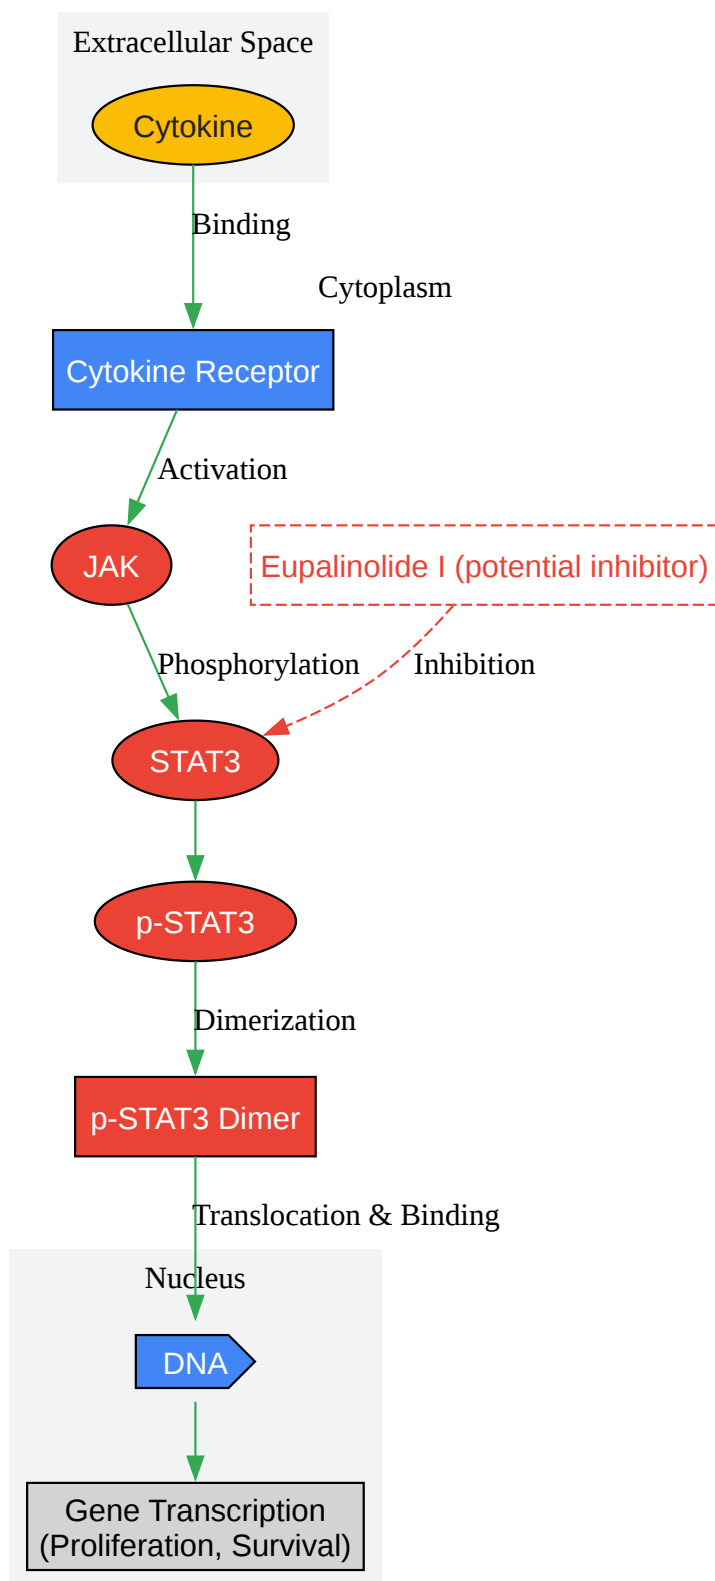 Extracellular Space
Cytokine
Binding
Cytoplasm
Cytokine Receptor
Activation
JAK
Eupalinolide I (potential inhibitor)
Phosphorylation
Inhibition
STAT3
p-STAT3
Dimerization
p-STAT3 Dimer
Translocation & Binding
Nucleus
DNA
Gene Transcription
(Proliferation, Survival)